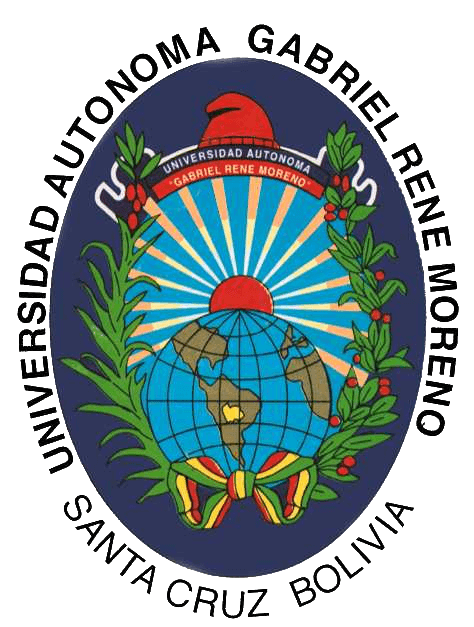 UNIVERSIDAD AUTONOMA GABRIEL RENE MORENO
UNIVERSIDAD AUTONOMA
"GABRIEL RENE MORENO"
SANTA CRUZ BOLIVIA